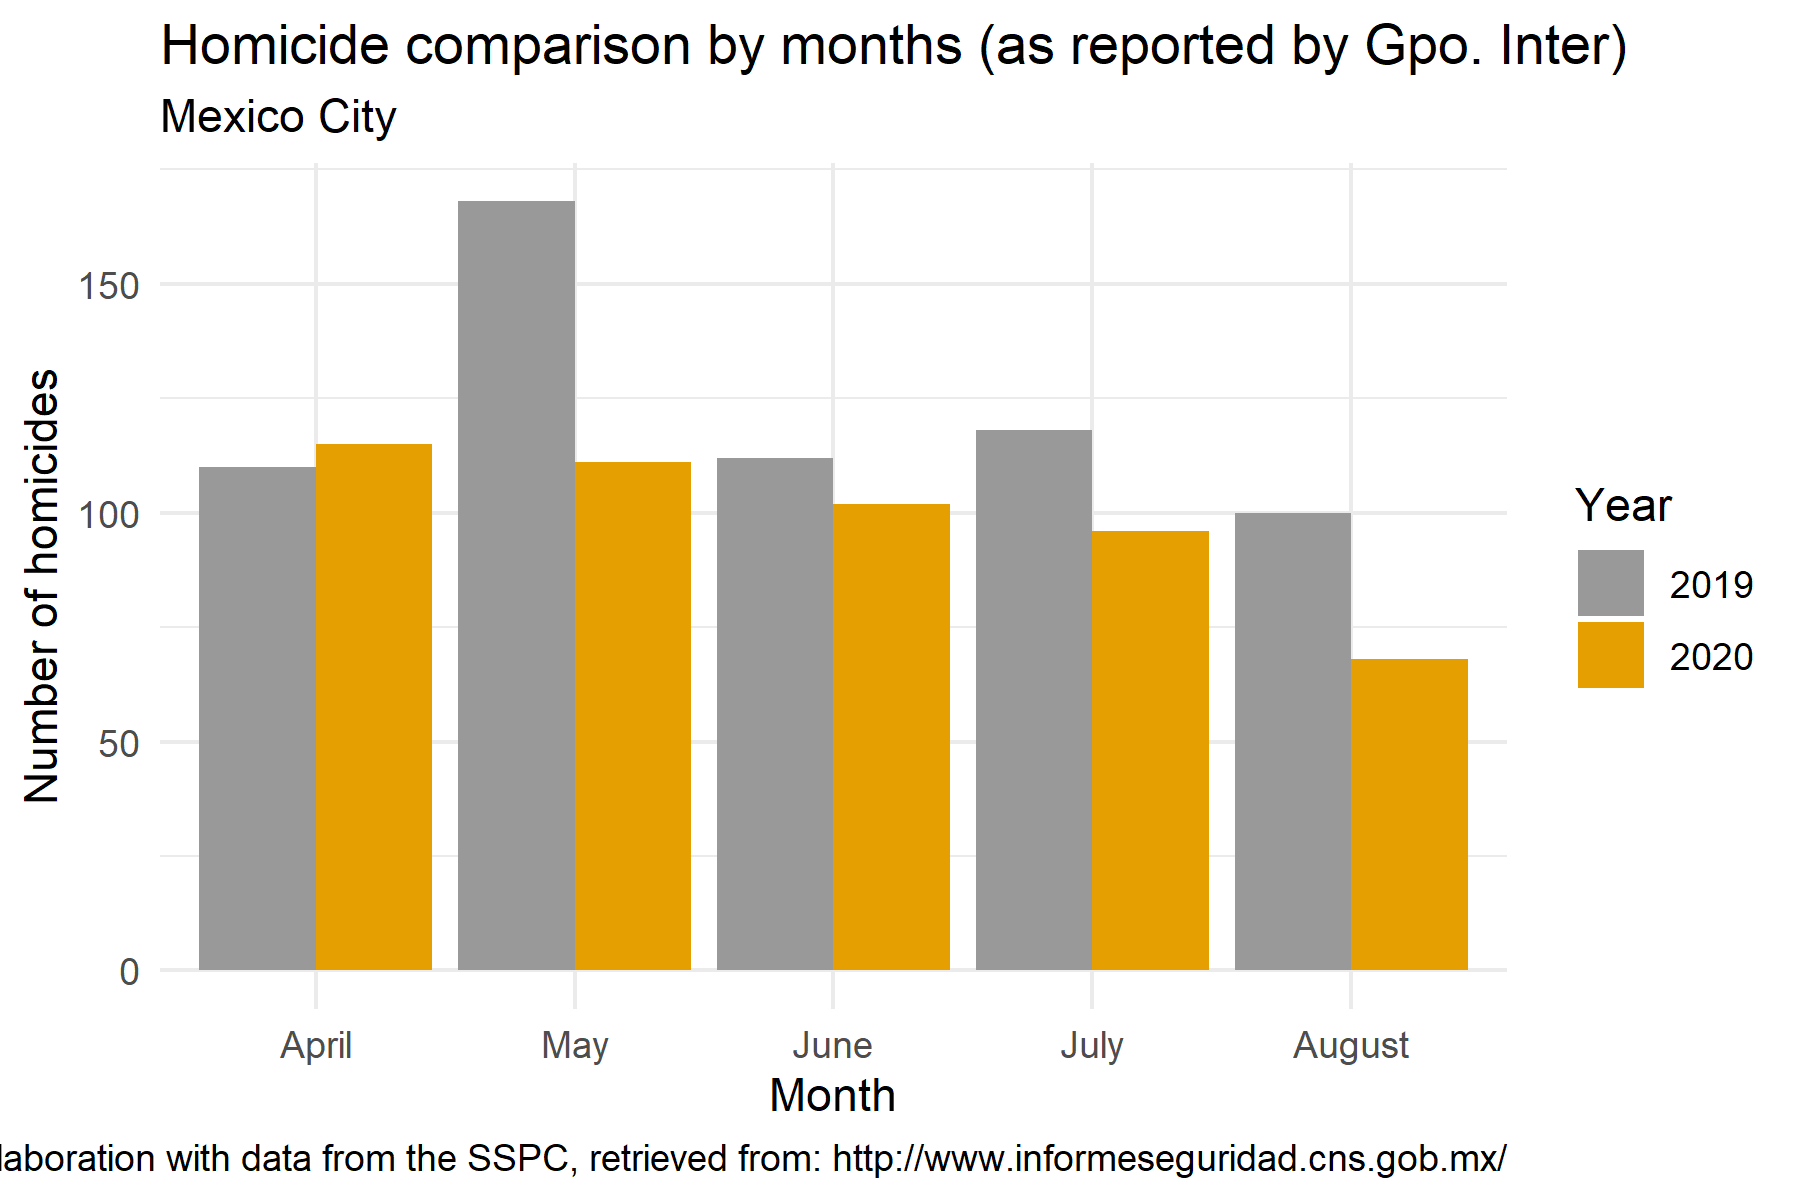 Homicide comparison by months (as reported by Gpo. Inter)
Mexico City
150
100
50
0
Number of homicides
April May June July August
Month
Year
2019
2020
with data from the SSPC, retrieved from: http://www.informeseguridad.cns.gob.mx/